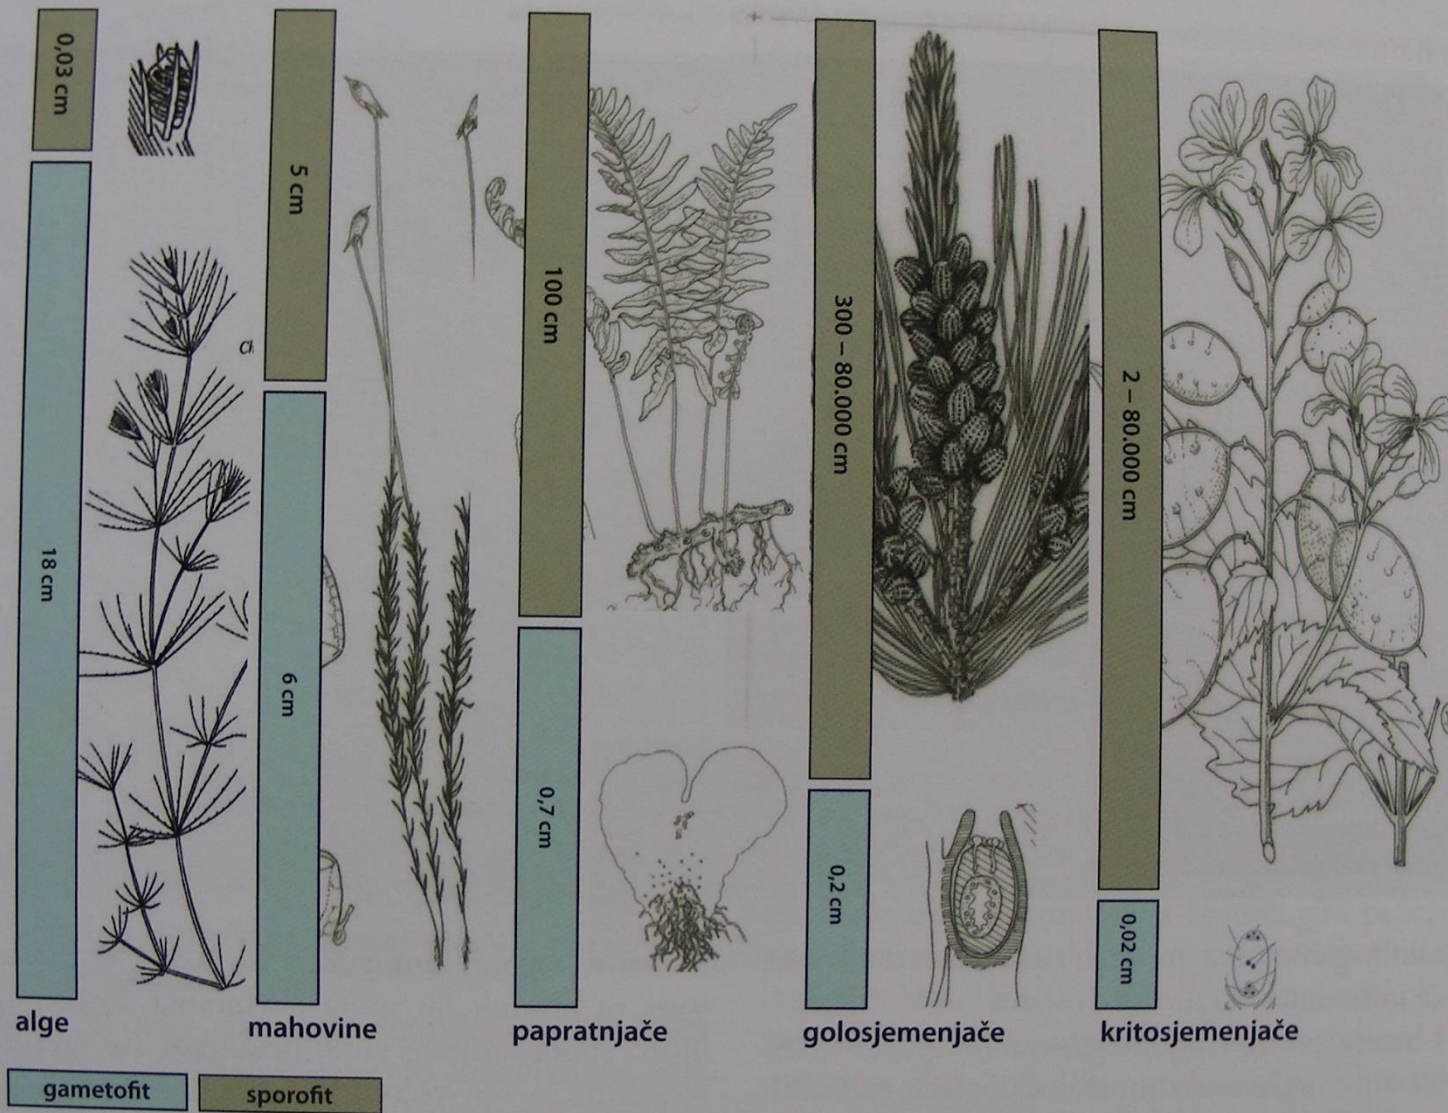 0,03 cm
18 cm
5 cm
6 cm
100 cm
0,7 cm
300 – 80.000 cm
0,2 cm
2 – 80.000 cm
0,02 cm
alge
mahovine
papratnjače
golosjemenjače
kritosjemenjače
gametofit
sporofit